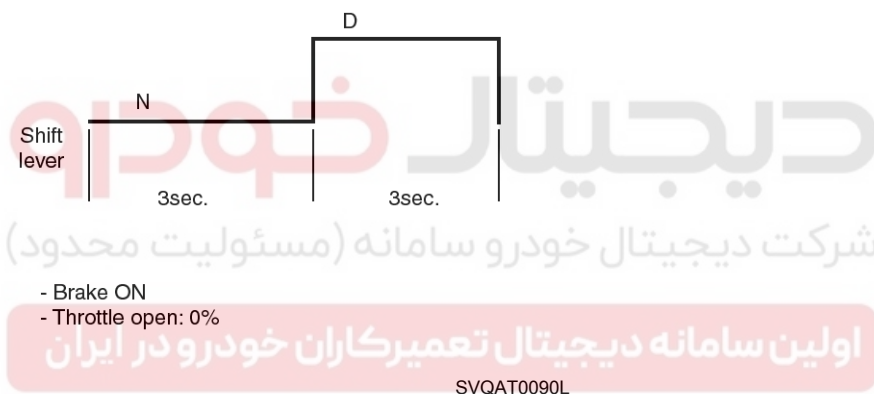 D
N
Shift
lever
3sec.
3sec.
دیجیتال خودرو
شرکت دیجیتال خودرو سامانه (مسئولیت محدود)
- Brake ON
- Throttle open: 0%
اولین سامانه دیجیتال تعمیرکاران خودرو در ایران
SVQAT0090L